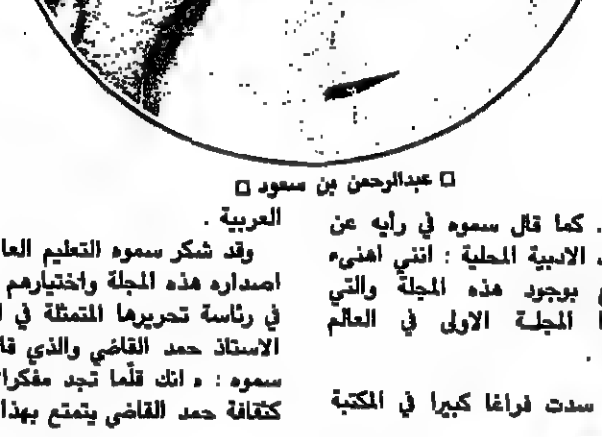 □ عبدالرحمن بن سعود □
. كما قال سموه في رأيه عن
الادبية المحلية : انني اهنيء
بوجود هذه المجلة والتي
المجلة الاولى في العالم
.
سدت فراغا كبيرا في المكتبة
العربية .
وقد شكر سموه التعليم العا
اصداره هذه المجلة واختيارهم
في رئاسة تحريرها المتمثلة في ا
الاستاذ حمد القاضي والذي قا
سموه : « انك قلّما تجد مفكرا
كثقافة حمد القاضي يتمتع بهذا